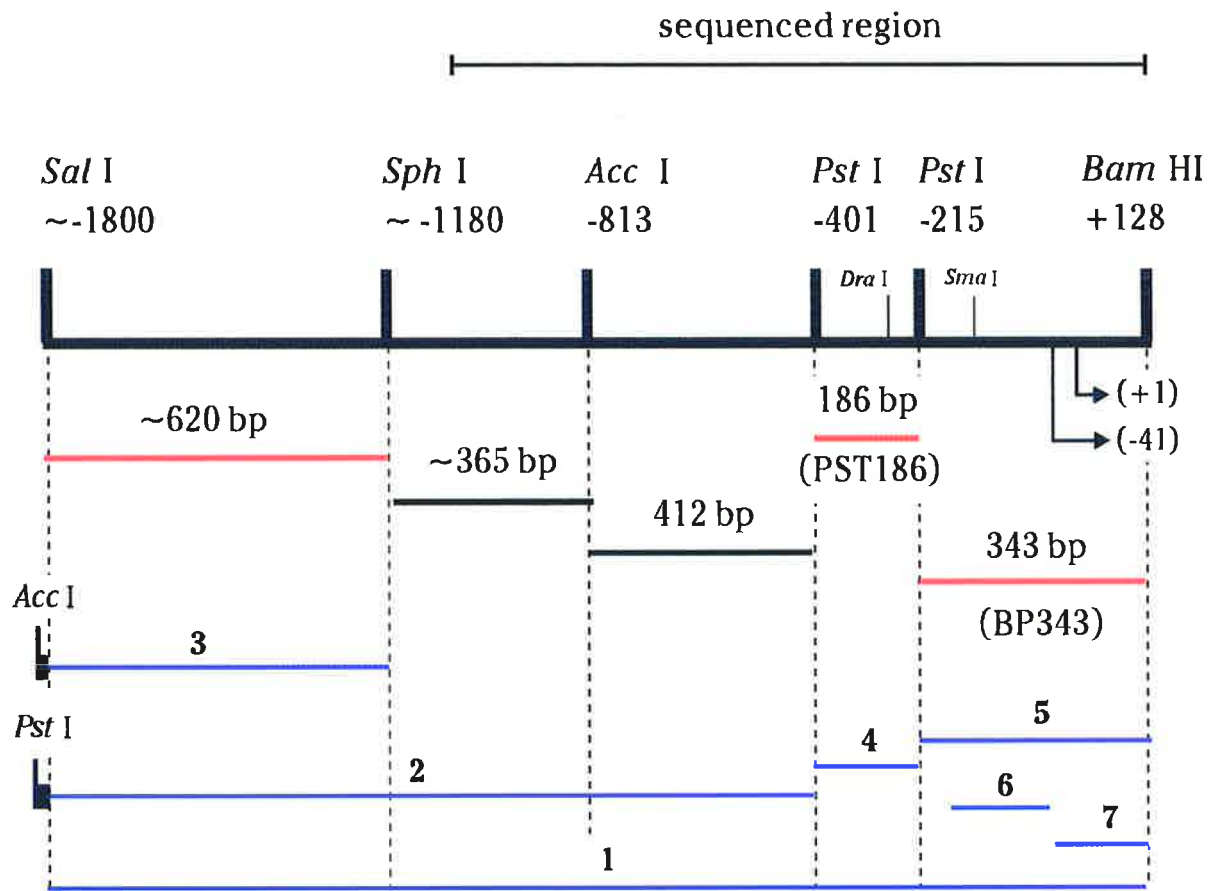 sequenced region
Sal I
~-1800
Sph I
~ -1180
Acc I
-813
Pst I
-401
Pst I
-215
Bam HI
+128
Dra I
Sma I
(+1)
(-41)
~620 bp
~365 bp
412 bp
186 bp
(PST186)
343 bp
(BP343)
Acc I
3
Pst I
2
4
5
6
7
1